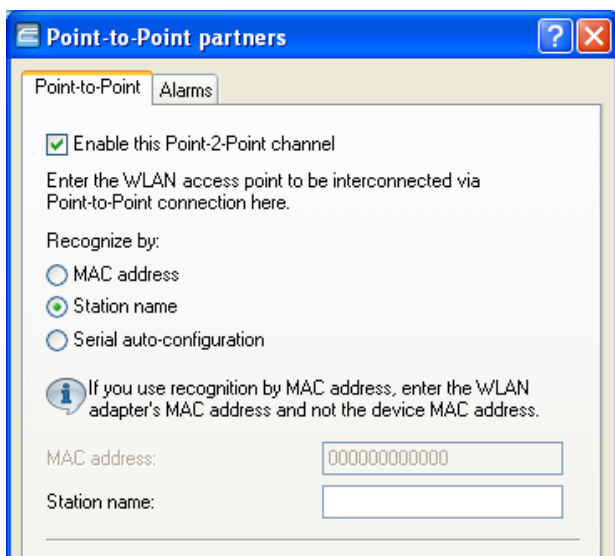 Point-to-Point partners
Point-to-Point
Alarms
Enable this Point-2-Point channel
Enter the WLAN access point to be interconnected via
Point-to-Point connection here.
Recognize by:
MAC address
Station name
Serial auto-configuration
If you use recognition by MAC address, enter the WLAN
adapter's MAC address and not the device MAC address.
MAC address: 000000000000
Station name: